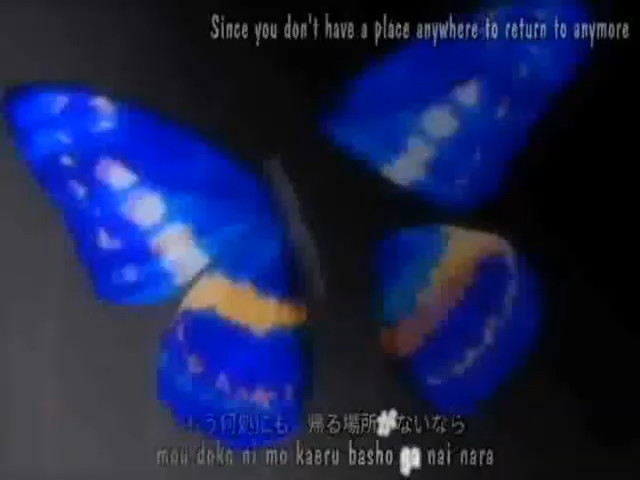 Since you don't have a place anywhere to return to anymore
もう何処にも 帰る場所がないなら
mou doko ni mo kaeru basho ga nai nara